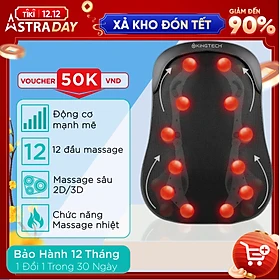 TIKI 12.12
ASTRA DAY
XẢ KHO ĐÓN TẾT
GIẢM ĐẾN
90%
VOUCHER 50K VND
KINGTECH
Động cơ
mạnh mẽ
12 12 đầu massage
Massage sâu
2D/3D
Chức năng
Massage nhiệt
Bảo Hành 12 Tháng
1 Đổi 1 Trong 30 Ngày